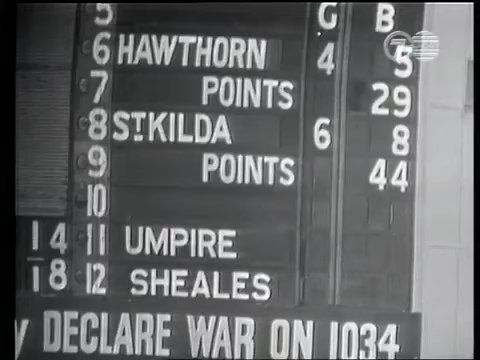 5 G B
6 HAWTHORN 4 5
7 POINTS 29
8 ST KILDA 6 8
9 POINTS 44
10
14 11 UMPIRE
18 12 SHEALES
y DECLARE WAR ON 1034